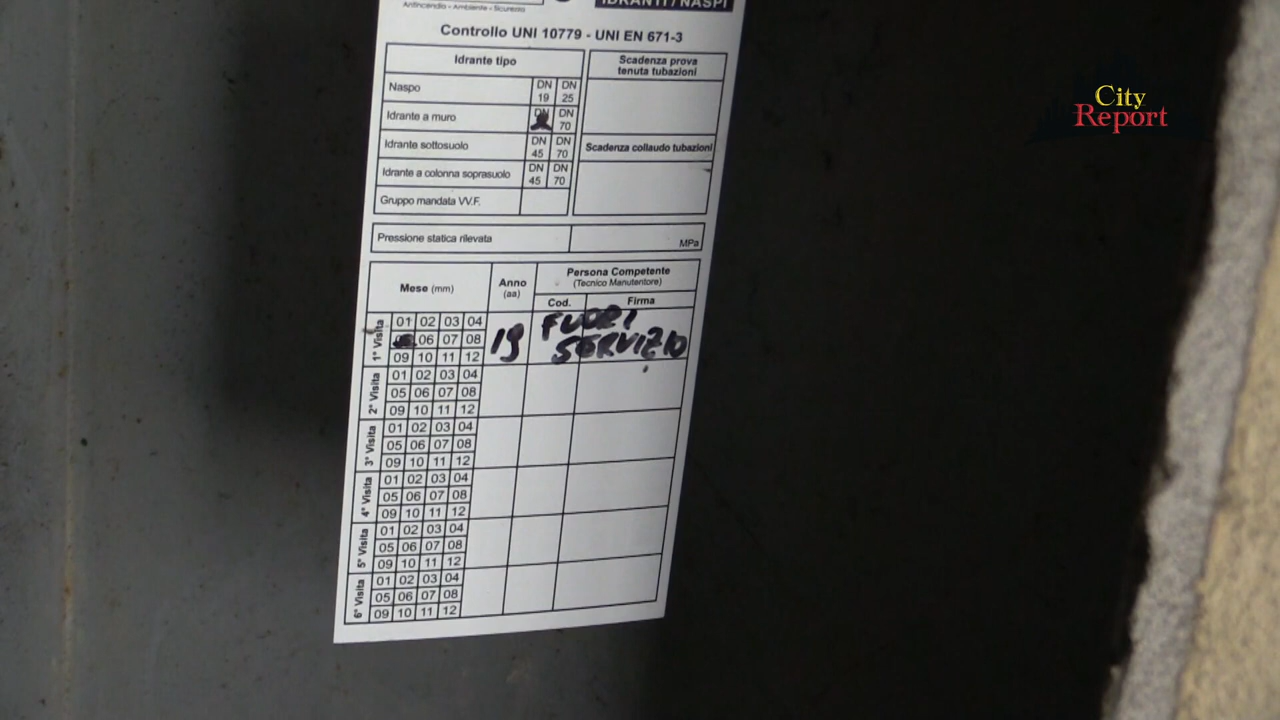 Antincendio - Ambiente - Sicurezza
IDRANTI / NASPI
Controllo UNI 10779 - UNI EN 671-3
Idrante tipo
Naspo DN 19 DN 25
Idrante a muro DN DN 70
Idrante sottosuolo DN 45 DN 70
Idrante a colonna soprasuolo DN 45 DN 70
Gruppo mandata VV.F.
Scadenza prova
tenuta tubazioni
Scadenza collaudo tubazioni
Pressione statica rilevata MPa
Mese (mm) Anno (aa) Persona Competente
(Tecnico Manutentore)
Cod. Firma
1° Visita
01 02 03 04
06 07 08
09 10 11 12
19 FUORI
SERVIZIO
2° Visita
01 02 03 04
05 06 07 08
09 10 11 12
3° Visita
01 02 03 04
05 06 07 08
09 10 11 12
4° Visita
01 02 03 04
05 06 07 08
09 10 11 12
5° Visita
01 02 03 04
05 06 07 08
09 10 11 12
6° Visita
01 02 03 04
05 06 07 08
09 10 11 12
City
Report